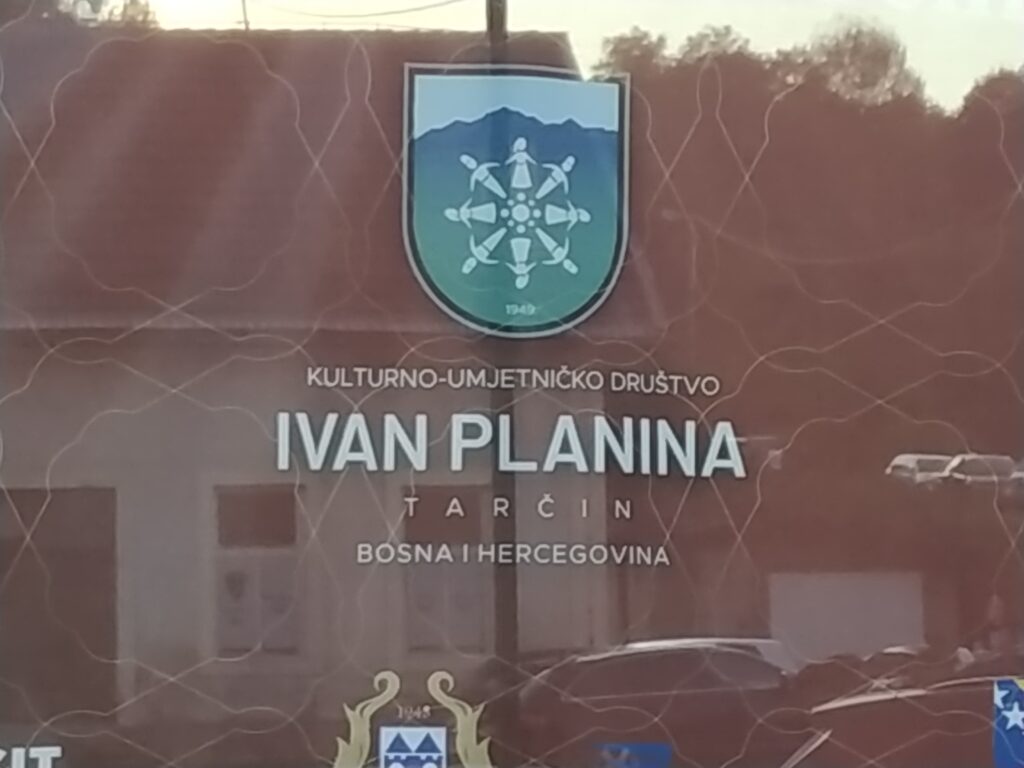 1949
KULTURNO-UMJETNIČKO DRUŠTVO
IVAN PLANINA
TARČIN
BOSNA I HERCEGOVINA